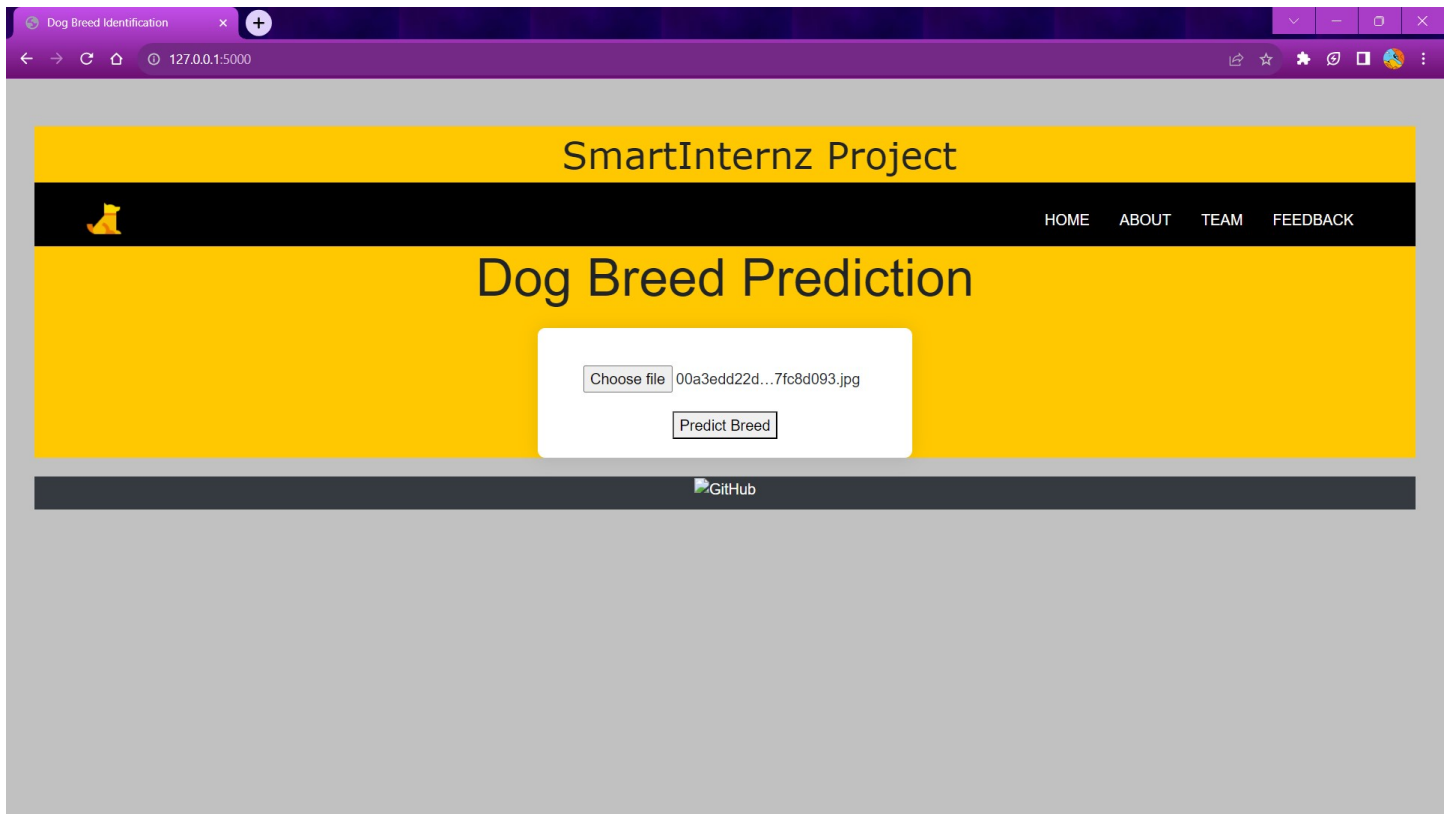 Dog Breed Identification
127.0.0.1:5000
SmartInternz Project
HOME ABOUT TEAM FEEDBACK
Dog Breed Prediction
Choose file 00a3edd22d...7fc8d093.jpg
Predict Breed
GitHub